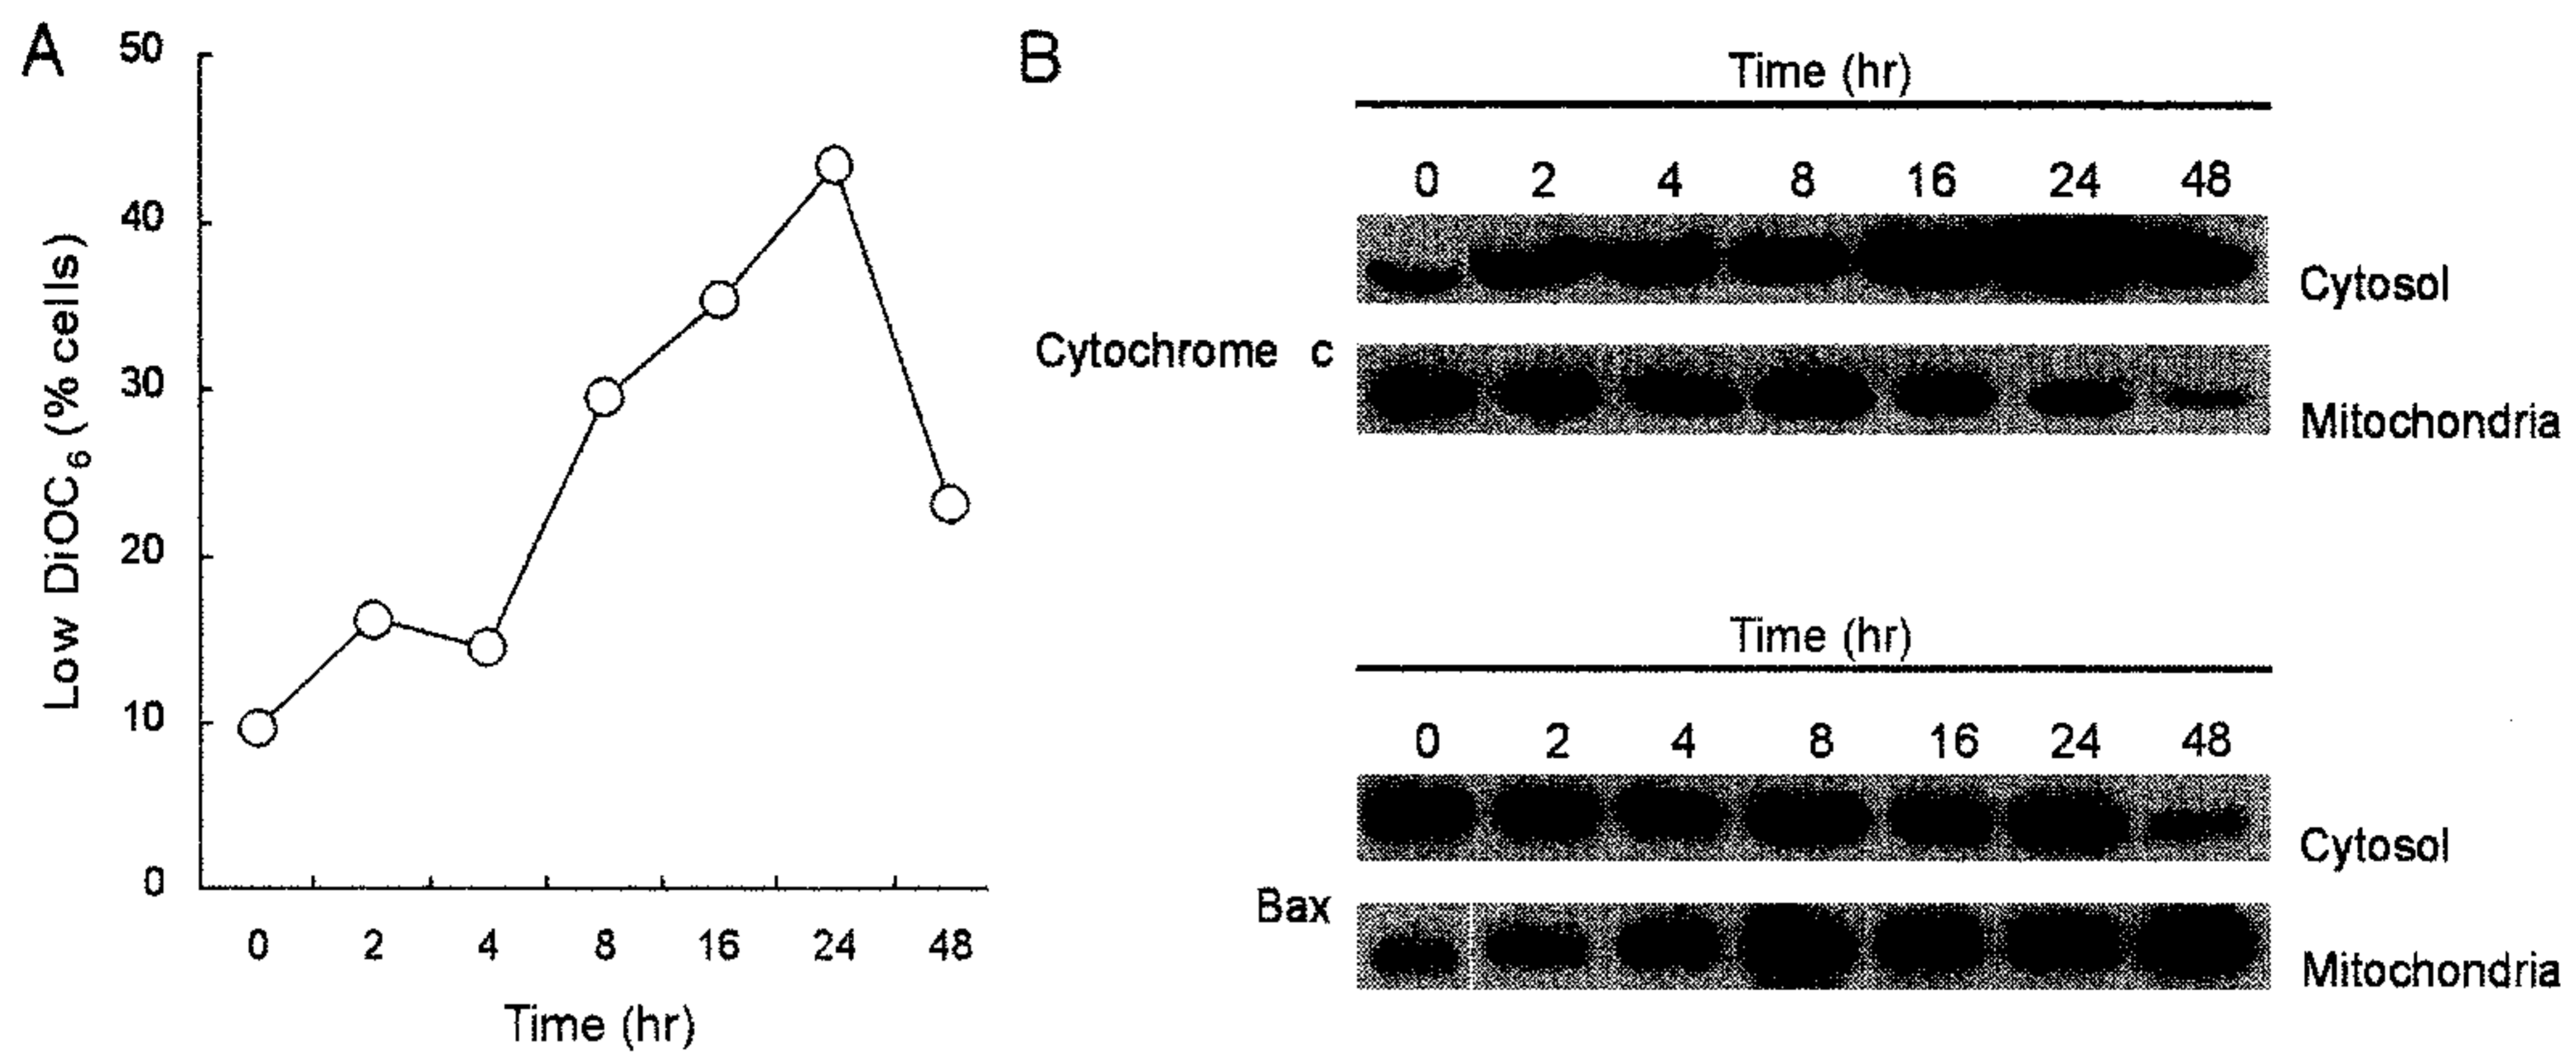 A
50
40
30
20
10
0
Low DiOC6 (% cells)
0 2 4 8 16 24 48
Time (hr)
B
Time (hr)
0 2 4 8 16 24 48
Cytosol
Cytochrome c
Mitochondria
Time (hr)
0 2 4 8 16 24 48
Cytosol
Bax
Mitochondria